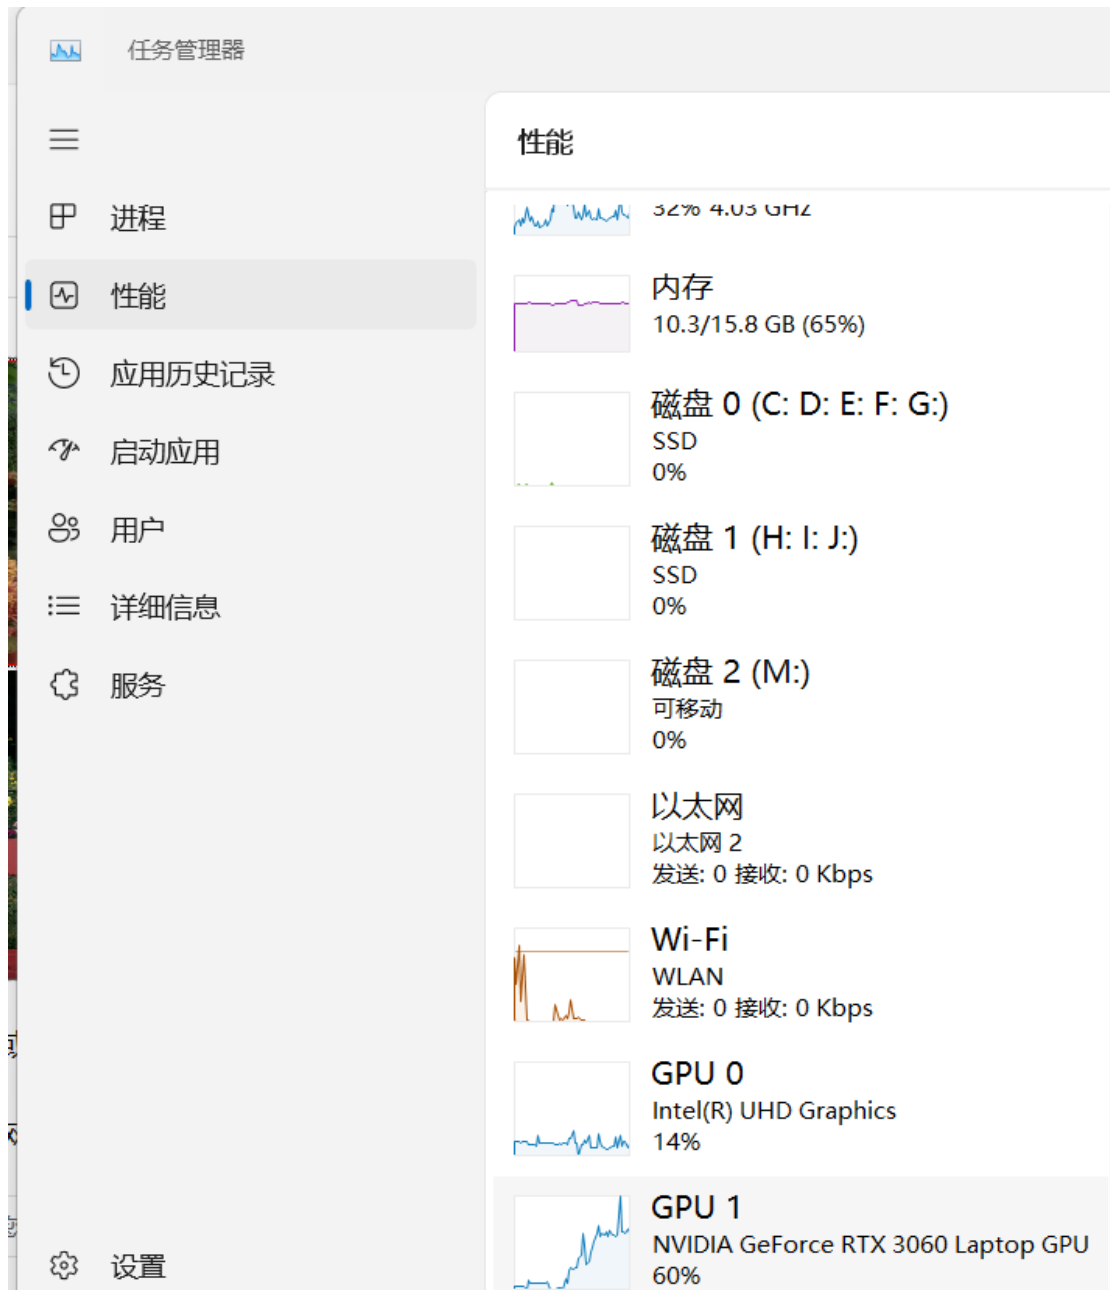 任务管理器
进程
性能
应用历史记录
启动应用
用户
详细信息
服务
设置
性能
32% 4.03 GHz
内存
10.3/15.8 GB (65%)
磁盘 0 (C: D: E: F: G:)
SSD
0%
磁盘 1 (H: I: J:)
SSD
0%
磁盘 2 (M:)
可移动
0%
以太网
以太网 2
发送: 0 接收: 0 Kbps
Wi-Fi
WLAN
发送: 0 接收: 0 Kbps
GPU 0
Intel(R) UHD Graphics
14%
GPU 1
NVIDIA GeForce RTX 3060 Laptop GPU
60%